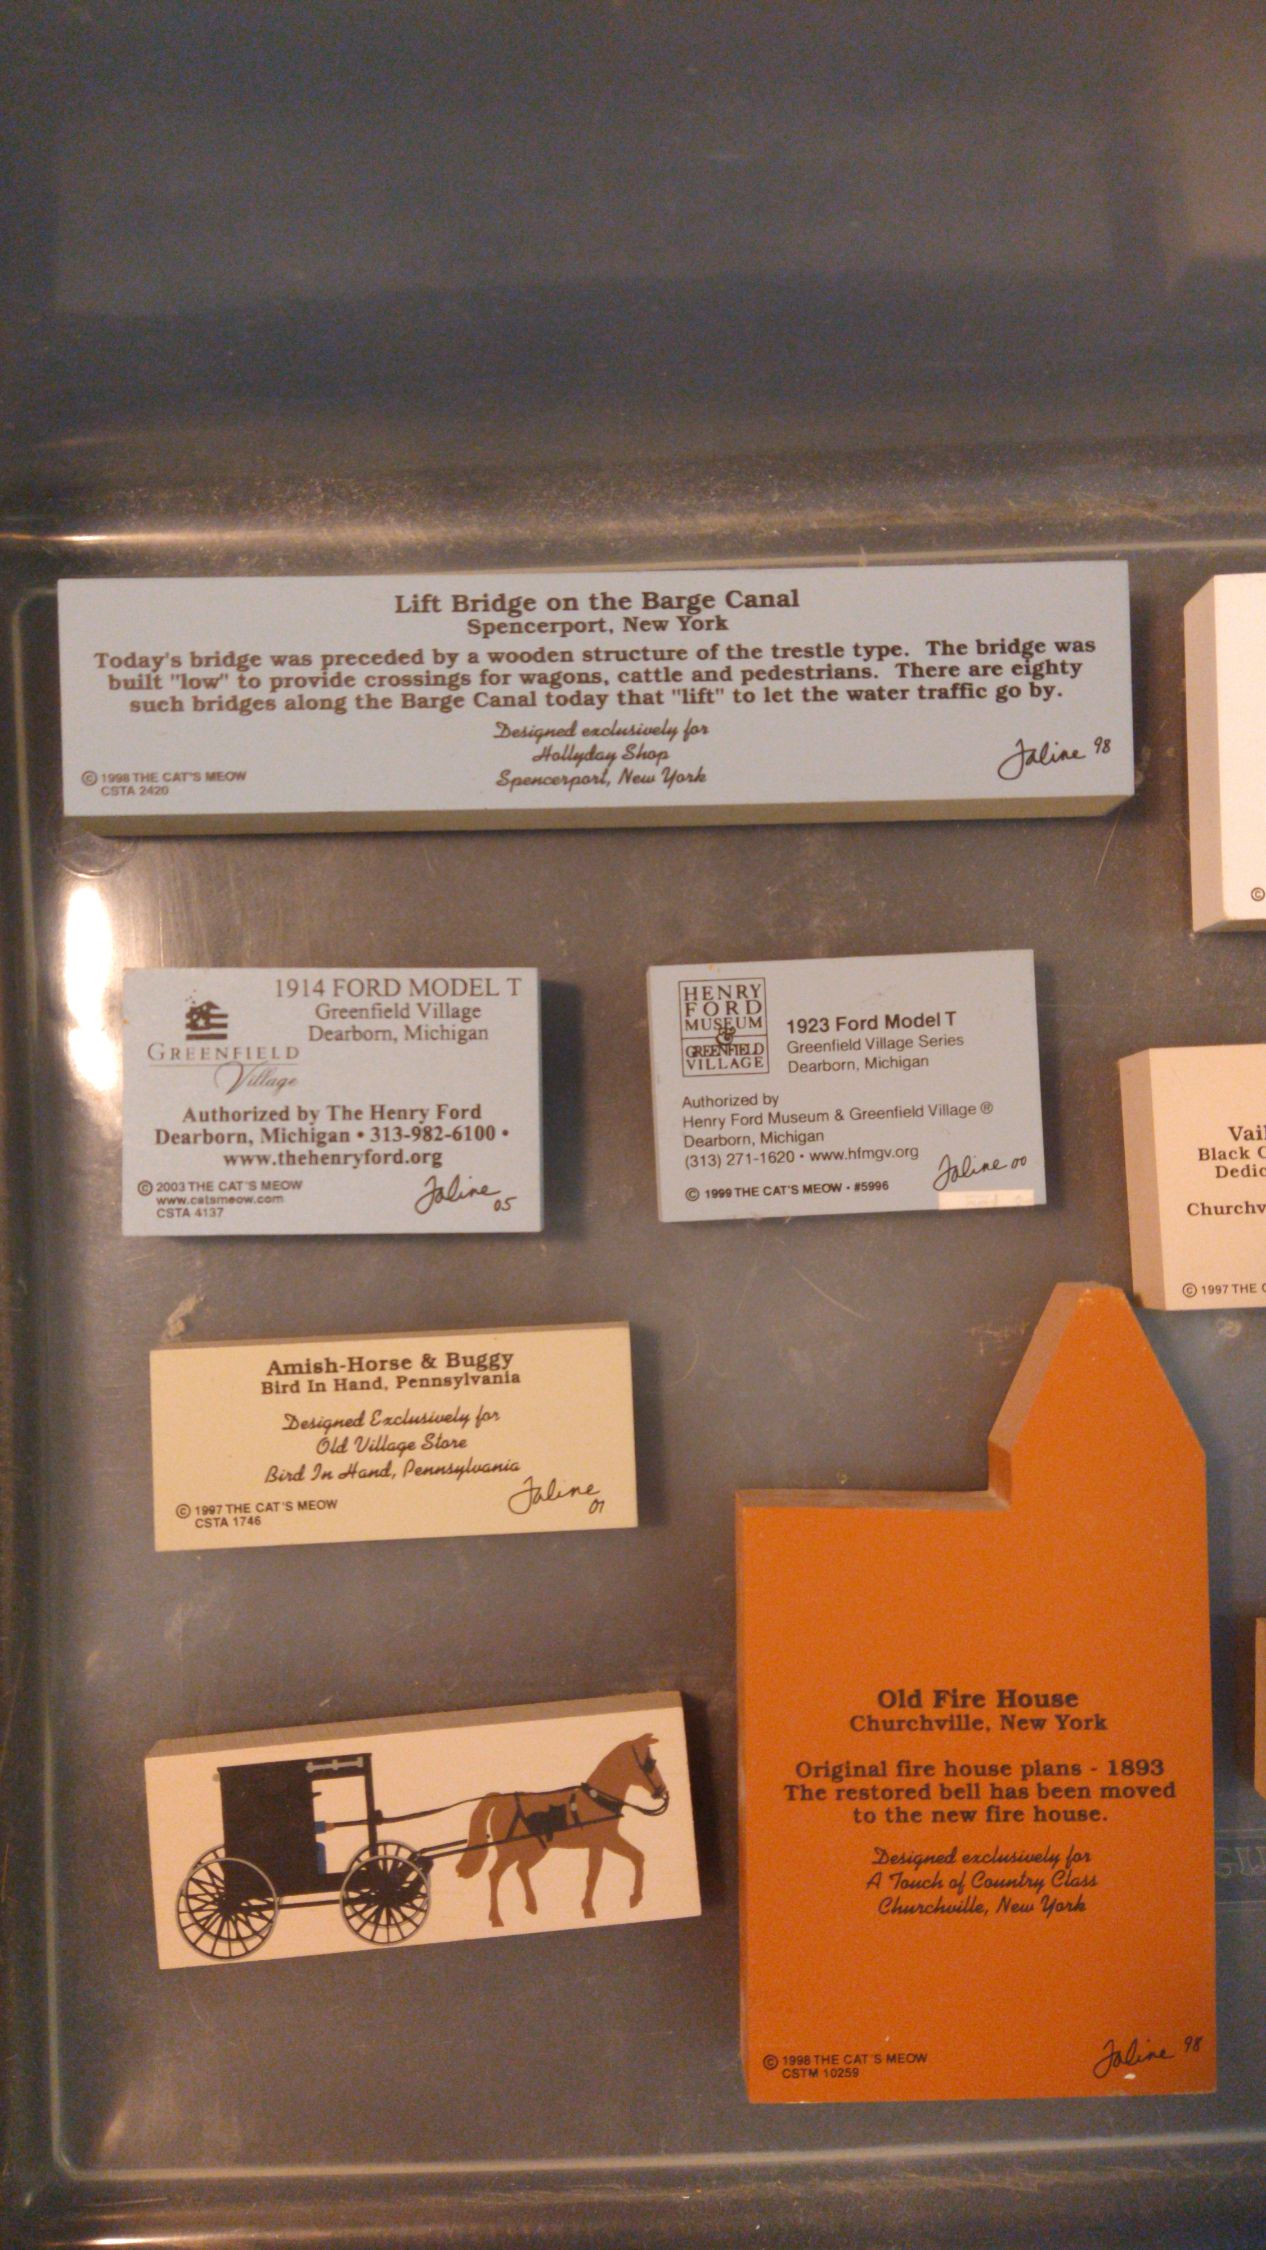 Lift Bridge on the Barge Canal
Spencerport, New York
Today's bridge was preceded by a wooden structure of the trestle type. The bridge was
built "low" to provide crossings for wagons, cattle and pedestrians. There are eighty
such bridges along the Barge Canal today that "lift" to let the water traffic go by.
Designed exclusively for
Hollyday Shop
Spencerport, New York
© 1998 THE CAT'S MEOW
CSTA 2420
Jaline 98
©
1914 FORD MODEL T
Greenfield Village
Dearborn, Michigan
GREENFIELD
Village
Authorized by The Henry Ford
Dearborn, Michigan • 313-982-6100 •
www.thehenryford.org
© 2003 THE CAT'S MEOW
www.catsmeow.com
CSTA 4137
Jaline 05
HENRY
FORD
MUSEUM
&
GREENFIELD
VILLAGE
1923 Ford Model T
Greenfield Village Series
Dearborn, Michigan
Authorized by
Henry Ford Museum & Greenfield Village ®
Dearborn, Michigan
(313) 271-1620 • www.hfmgv.org
© 1999 THE CAT'S MEOW • #5996
Jaline 00
Black
Churchv
© 1997 THE
Amish-Horse & Buggy
Bird In Hand, Pennsylvania
Designed Exclusively for
Old Village Store
Bird In Hand, Pennsylvania
© 1997 THE CAT'S MEOW
CSTA 1746
Jaline 01
Old Fire House
Churchville, New York
Original fire house plans - 1893
The restored bell has been moved
to the new fire house.
Designed exclusively for
A Touch of Country Class
Churchville, New York
© 1998 THE CAT'S MEOW
CSTM 10259
Jaline 98